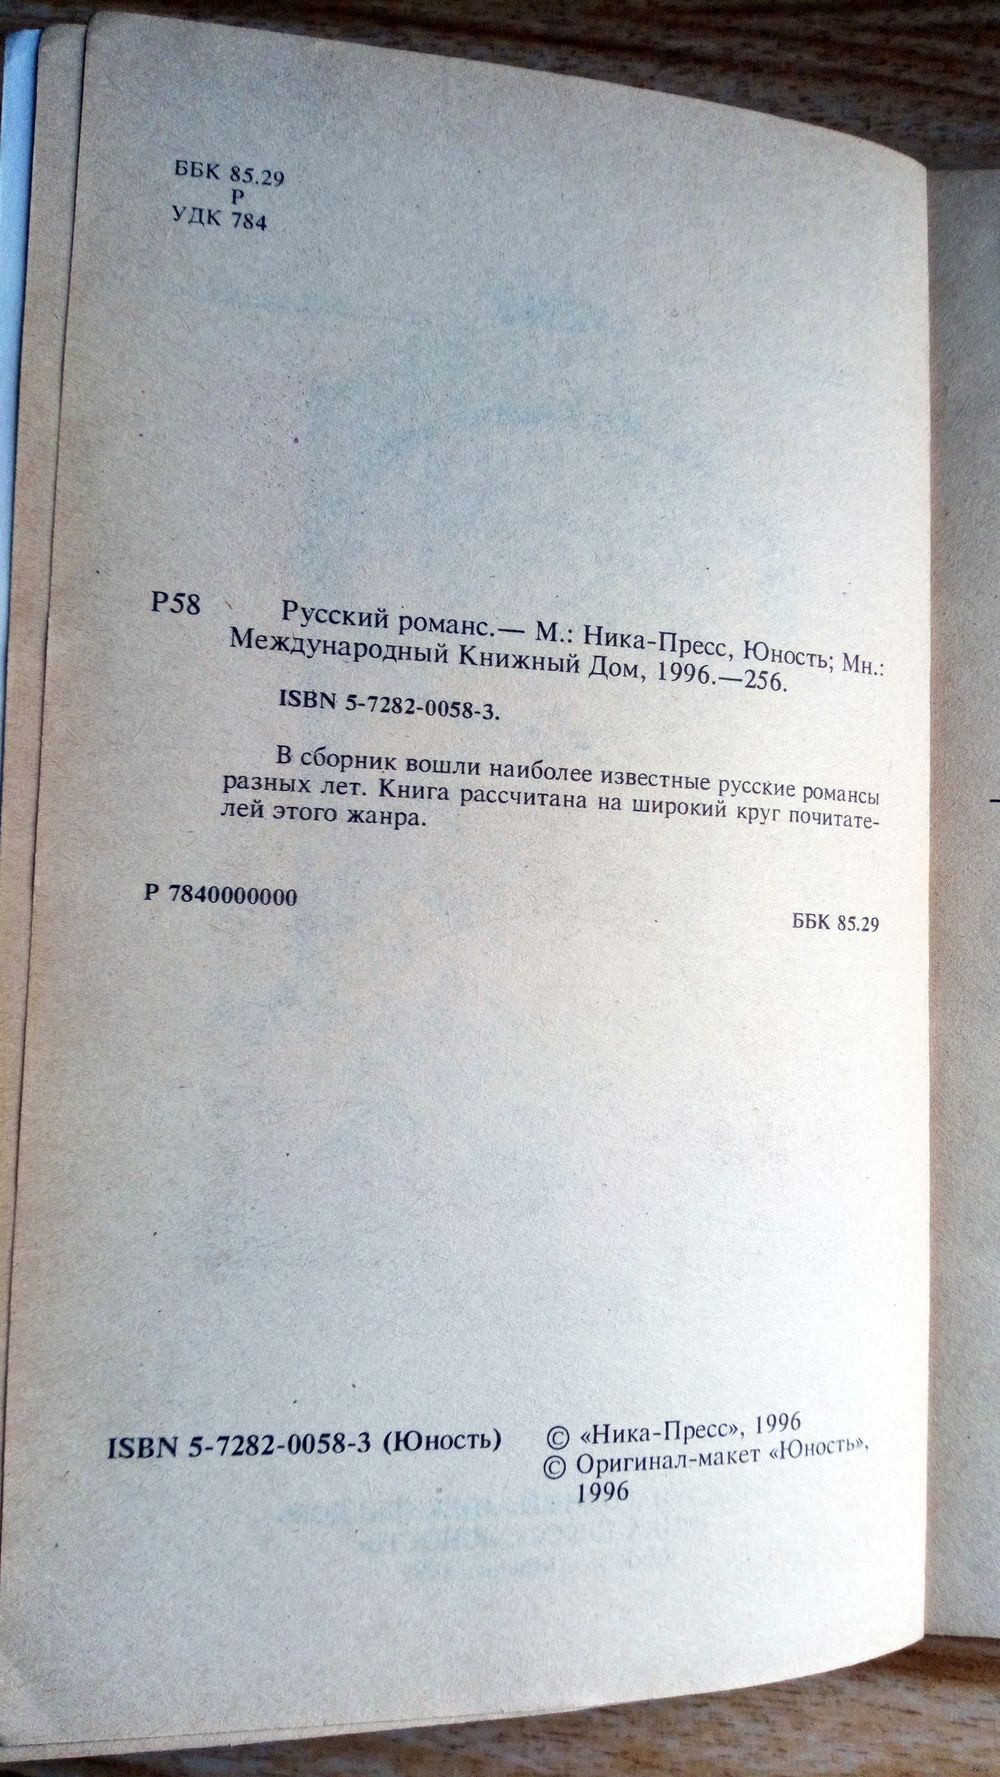 ББК 85.29
Р
УДК 784
Р58 Русский романс.— М.: Ника-Пресс, Юность; Мн.:
Международный Книжный Дом, 1996.—256.
ISBN 5-7282-0058-3.
В сборник вошли наиболее известные русские романсы
разных лет. Книга рассчитана на широкий круг почитате-
лей этого жанра.
Р 7840000000
ББК 85.29
ISBN 5-7282-0058-3 (Юность)
© «Ника-Пресс», 1996
© Оригинал-макет «Юность»,
1996